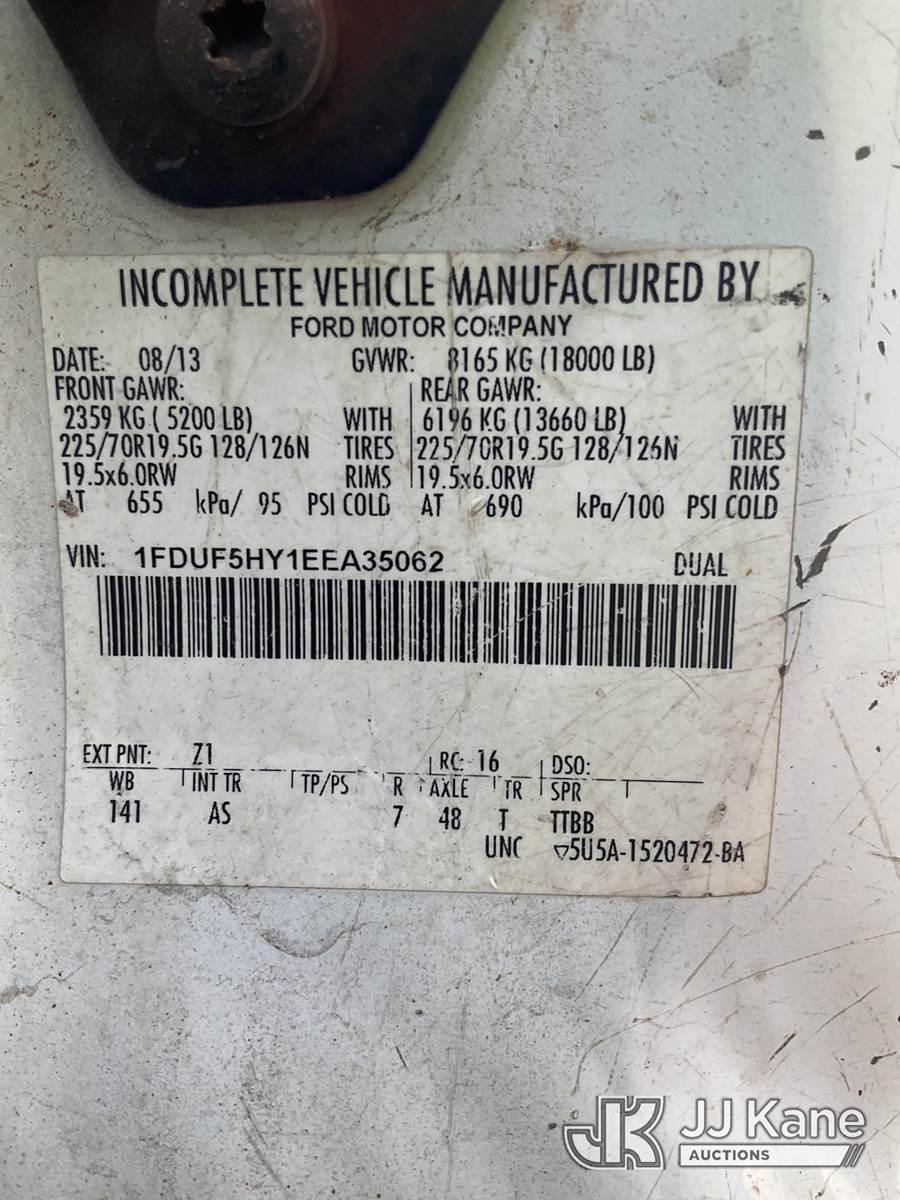 INCOMPLETE VEHICLE MANUFACTURED BY
FORD MOTOR COMPANY
DATE: 08/13 GVWR: 8165 KG (18000 LB)
FRONT GAWR: REAR GAWR:
2359 KG ( 5200 LB) WITH 6196 KG (13660 LB) WITH
225/70R19.5G 128/126N TIRES 225/70R19.5G 128/126N TIRES
19.5x6.0RW RIMS 19.5x6.0RW RIMS
AT 655 kPa/ 95 PSI COLD AT 690 kPa/100 PSI COLD
VIN: 1FDUF5HY1EEA35062 DUAL
EXT PNT: Z1 RC: 16 DSO:
WB INT TR TP/PS R AXLE TR SPR
141 AS 7 48 T TTBB
UNC ▽5U5A-1520472-BA
JK JJ Kane
AUCTIONS